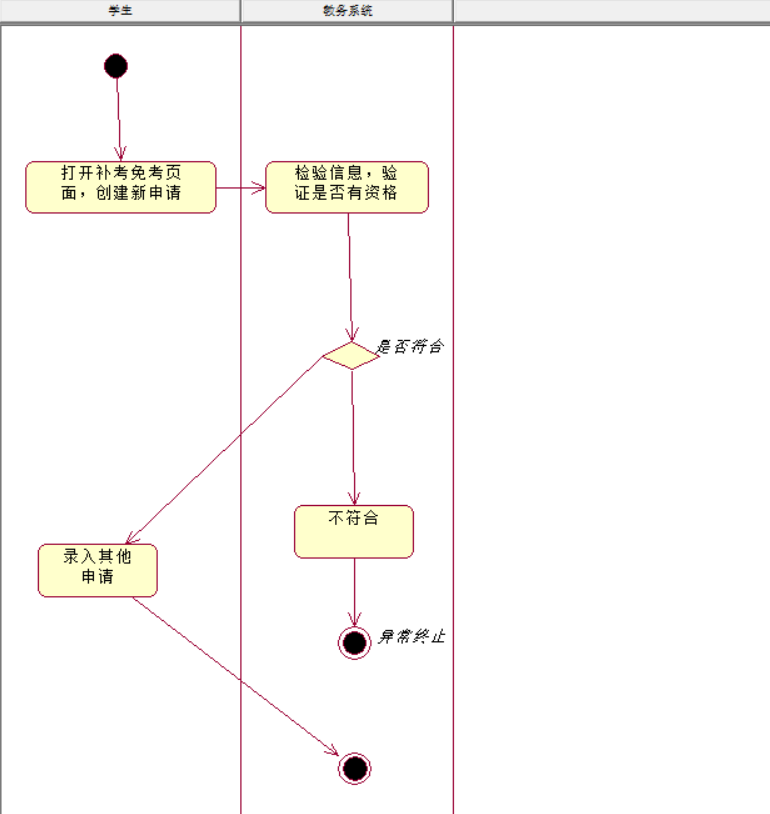 学生
教务系统
打开补考免考页
面，创建新申请
检验信息，验
证是否有资格
是否符合
不符合
录入其他
申请
异常终止